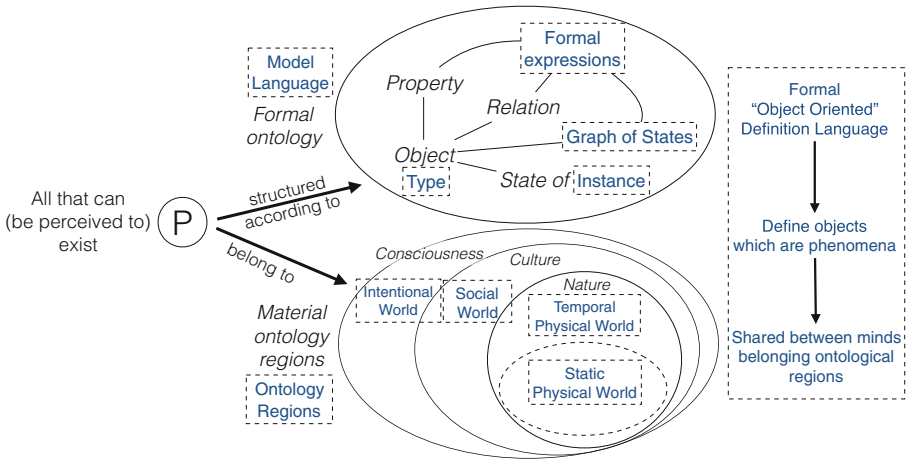 All that can
(be perceived to)
exist
P
structured
according to
belong to
Model
Language
Formal
ontology
Formal
expressions
Property
Relation
Graph of States
Object
Type
State of Instance
Consciousness
Culture
Nature
Intentional
World
Social
World
Temporal
Physical World
Static
Physical World
Material
ontology
regions
Ontology
Regions
Formal
“Object Oriented”
Definition Language
Define objects
which are phenomena
Shared between minds
belonging ontological
regions